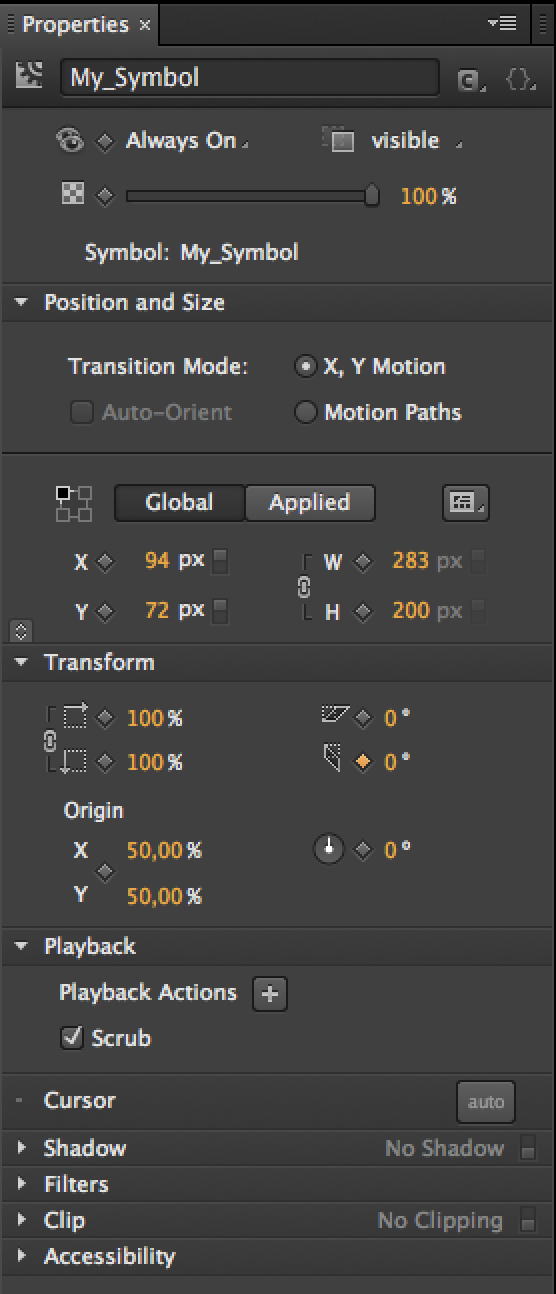 Properties ×
My_Symbol
C {}
Always On visible
100 %
Symbol: My_Symbol
Position and Size
Transition Mode: X, Y Motion
Auto-Orient Motion Paths
Global Applied
X 94 px W 283 px
Y 72 px H 200 px
Transform
100 % 0 °
100 % 0 °
Origin
X 50,00 % 0 °
Y 50,00 %
Playback
Playback Actions +
Scrub
Cursor auto
Shadow No Shadow
Filters
Clip No Clipping
Accessibility